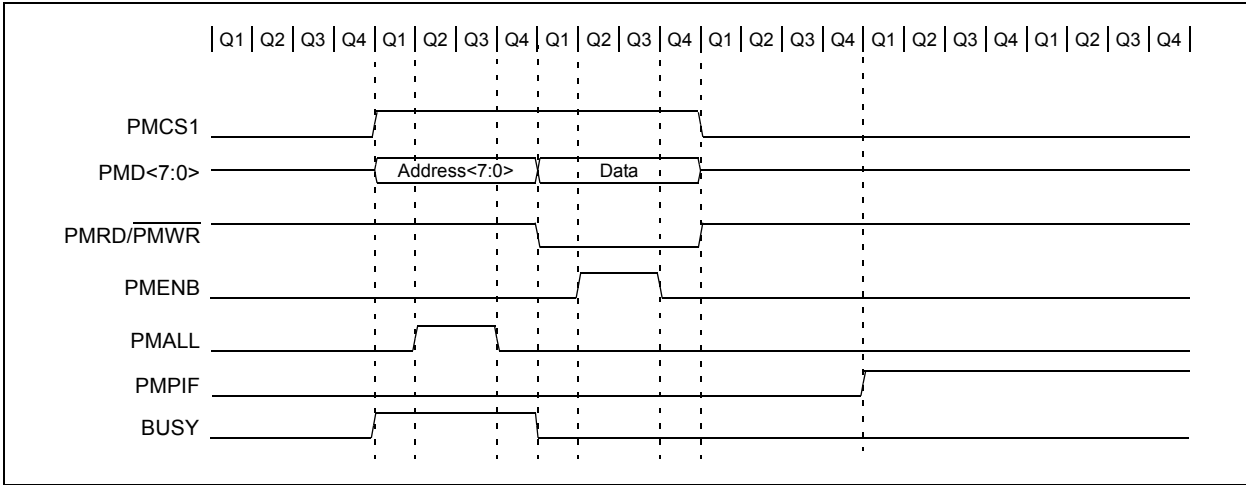 Q1 Q2 Q3 Q4 Q1 Q2 Q3 Q4 Q1 Q2 Q3 Q4 Q1 Q2 Q3 Q4 Q1 Q2 Q3 Q4 Q1 Q2 Q3 Q4
PMCS1
PMD<7:0> Address<7:0> Data
PMRD/P̅M̅W̅R̅
PMENB
PMALL
PMPIF
BUSY